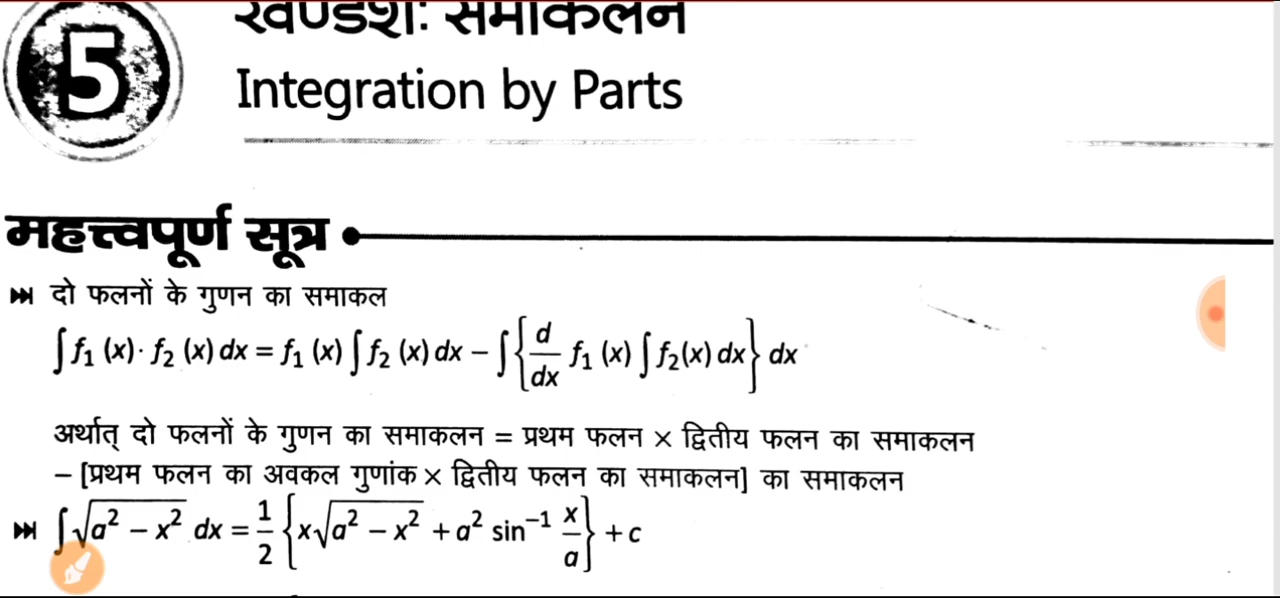 5
खण्डशः समाकलन
Integration by Parts
महत्त्वपूर्ण सूत्र
दो फलनों के गुणन का समाकल
∫ f₁ (x) · f₂ (x) dx = f₁ (x) ∫ f₂ (x) dx − ∫ { d/dx f₁ (x) ∫ f₂(x) dx } dx
अर्थात् दो फलनों के गुणन का समाकलन = प्रथम फलन × द्वितीय फलन का समाकलन
− [प्रथम फलन का अवकल गुणांक × द्वितीय फलन का समाकलन] का समाकलन
∫ √(a² − x²) dx = 1/2 { x√(a² − x²) + a² sin⁻¹ x/a } + c